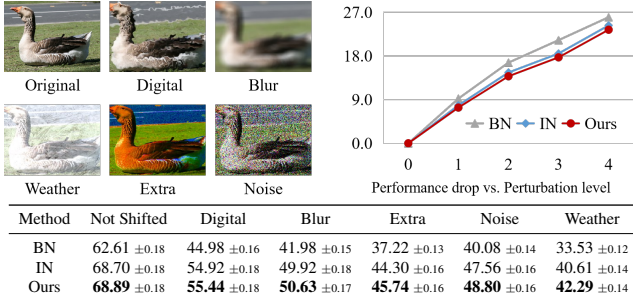 Original Digital Blur
Weather Extra Noise
27.0
18.0
9.0
0.0
BN IN Ours
0 1 2 3 4
Performance drop vs. Perturbation level
Method Not Shifted Digital Blur Extra Noise Weather
BN 62.61 ±0.18 44.98 ±0.16 41.98 ±0.15 37.22 ±0.13 40.08 ±0.14 33.53 ±0.12
IN 68.70 ±0.18 54.92 ±0.18 49.92 ±0.18 44.30 ±0.16 47.56 ±0.16 40.61 ±0.14
Ours 68.89 ±0.18 55.44 ±0.18 50.63 ±0.17 45.74 ±0.16 48.80 ±0.16 42.29 ±0.14